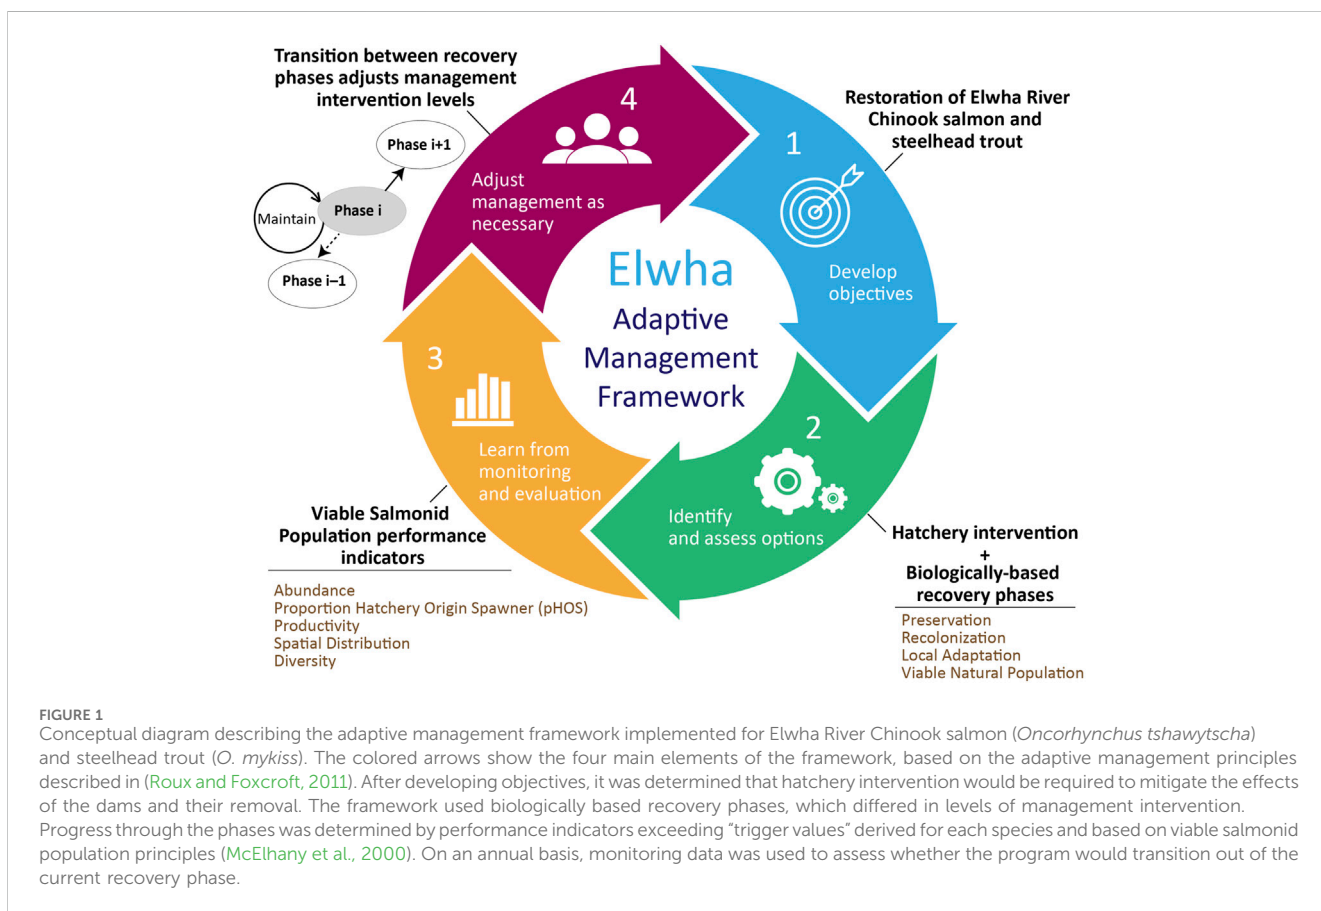 Transition between recovery
phases adjusts management
intervention levels
Phase i+1
Maintain
Phase i
Phase i–1
4
Adjust
management as
necessary
1
Develop
objectives
Restoration of Elwha River
Chinook salmon and
steelhead trout
Elwha
Adaptive
Management
Framework
3
Learn from
monitoring
and evaluation
2
Identify
and assess options
Viable Salmonid
Population performance
indicators
Abundance
Proportion Hatchery Origin Spawner (pHOS)
Productivity
Spatial Distribution
Diversity
Hatchery intervention
+
Biologically-based
recovery phases
Preservation
Recolonization
Local Adaptation
Viable Natural Population
FIGURE 1
Conceptual diagram describing the adaptive management framework implemented for Elwha River Chinook salmon (Oncorhynchus tshawytscha)
and steelhead trout (O. mykiss). The colored arrows show the four main elements of the framework, based on the adaptive management principles
described in (Roux and Foxcroft, 2011). After developing objectives, it was determined that hatchery intervention would be required to mitigate the effects
of the dams and their removal. The framework used biologically based recovery phases, which differed in levels of management intervention.
Progress through the phases was determined by performance indicators exceeding “trigger values” derived for each species and based on viable salmonid
population principles (McElhany et al., 2000). On an annual basis, monitoring data was used to assess whether the program would transition out of the
current recovery phase.